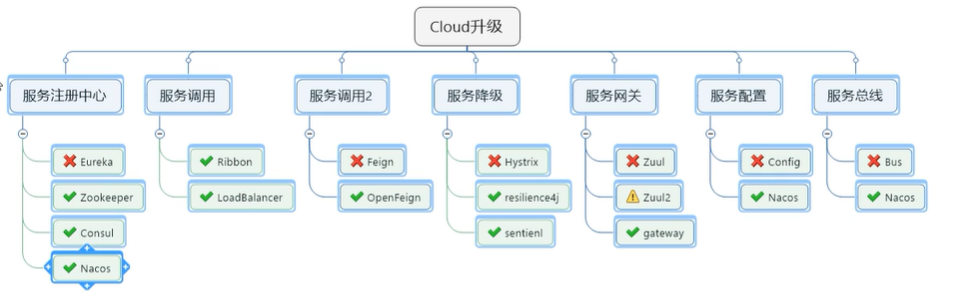 Cloud升级
服务注册中心
服务调用
服务调用2
服务降级
服务网关
服务配置
服务总线
Eureka
Zookeeper
Consul
Nacos
Ribbon
LoadBalancer
Feign
OpenFeign
Hystrix
resilience4j
sentienl
Zuul
Zuul2
gateway
Config
Nacos
Bus
Nacos